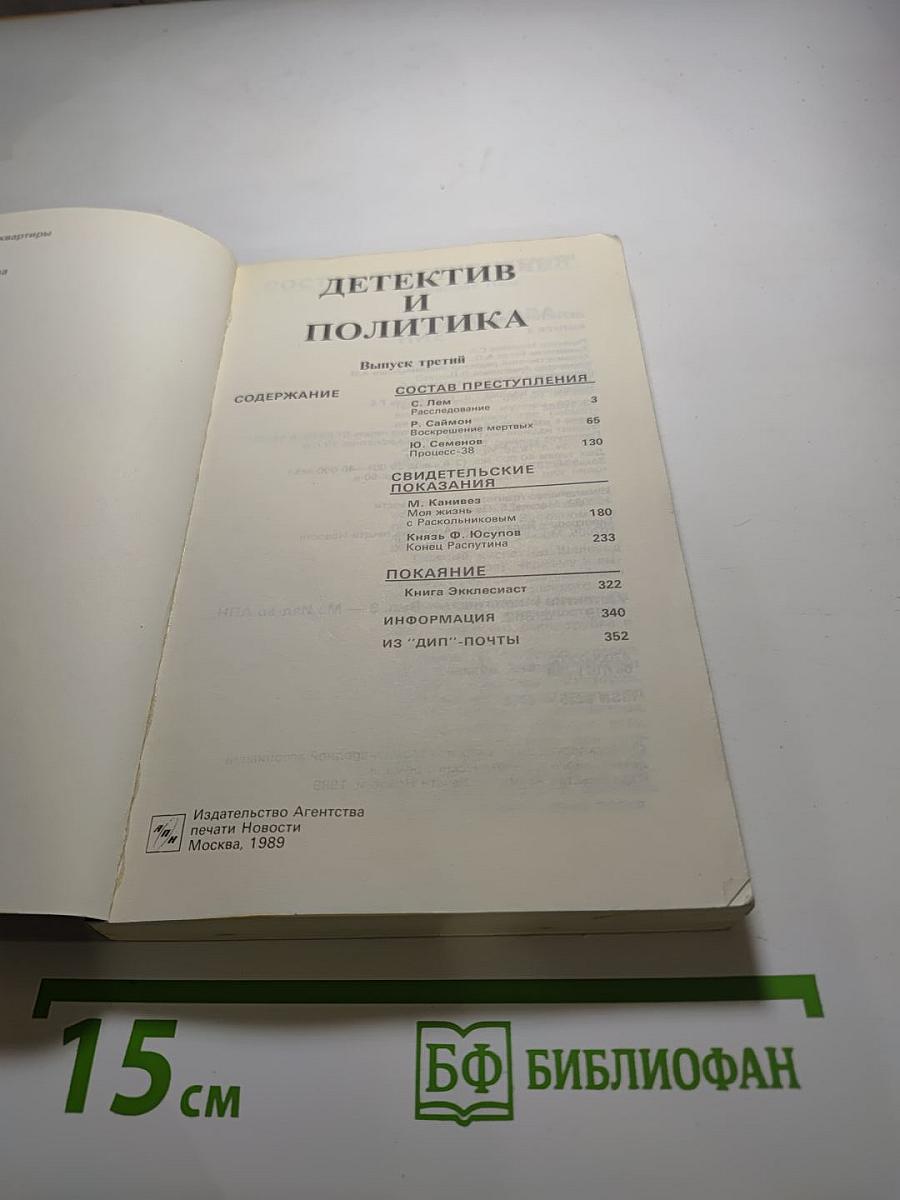 квартиры
ДЕТЕКТИВ
И
ПОЛИТИКА
Выпуск третий
СОДЕРЖАНИЕ
СОСТАВ ПРЕСТУПЛЕНИЯ
С. Лем
Расследование 3
Р. Саймон
Воскрешение мертвых 65
Ю. Семенов
Процесс-38 130
СВИДЕТЕЛЬСКИЕ
ПОКАЗАНИЯ
М. Канивез
Моя жизнь
с Раскольниковым 180
Князь Ф. Юсупов
Конец Распутина 233
ПОКАЯНИЕ
Книга Экклесиаст 322
ИНФОРМАЦИЯ 340
ИЗ "ДИП"-ПОЧТЫ 352
АПН
Издательство Агентства
печати Новости
Москва, 1989
15 см
БФ БИБЛИОФАН